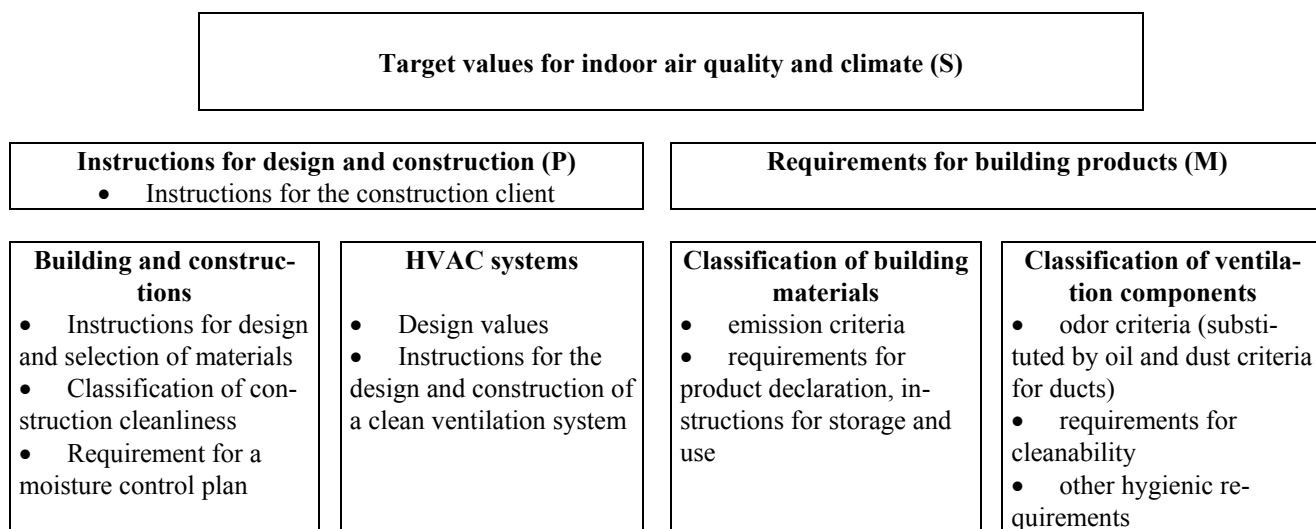 Target values for indoor air quality and climate (S)
Instructions for design and construction (P)
• Instructions for the construction client
Requirements for building products (M)
Building and construc-
tions
• Instructions for design
and selection of materials
• Classification of con-
struction cleanliness
• Requirement for a
moisture control plan
HVAC systems
• Design values
• Instructions for the
design and construction of
a clean ventilation system
Classification of building
materials
• emission criteria
• requirements for
product declaration, in-
structions for storage and
use
Classification of ventila-
tion components
• odor criteria (substi-
tuted by oil and dust criteria
for ducts)
• requirements for
cleanability
• other hygienic re-
quirements